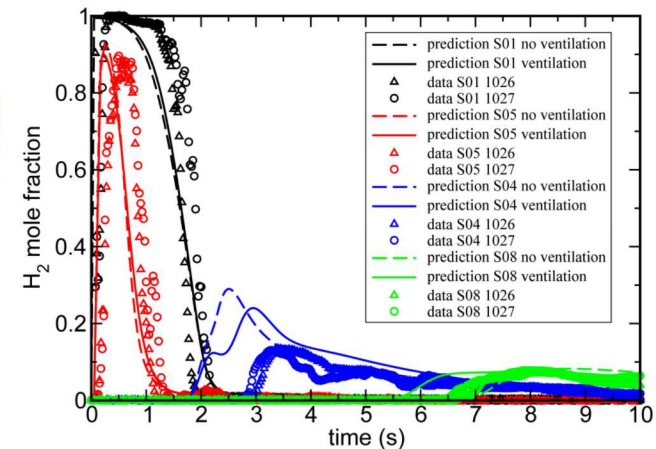 1
0.8
0.6
0.4
0.2
0
H2 mole fraction
prediction S01 no ventilation
prediction S01 ventilation
data S01 1026
data S01 1027
prediction S05 no ventilation
prediction S05 ventilation
data S05 1026
data S05 1027
prediction S04 no ventilation
prediction S04 ventilation
data S04 1026
data S04 1027
prediction S08 no ventilation
prediction S08 ventilation
data S08 1026
data S08 1027
0 1 2 3 4 5 6 7 8 9 10
time (s)